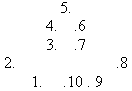 5.
4. .6
3. .7
2. .8
1. .10 . 9